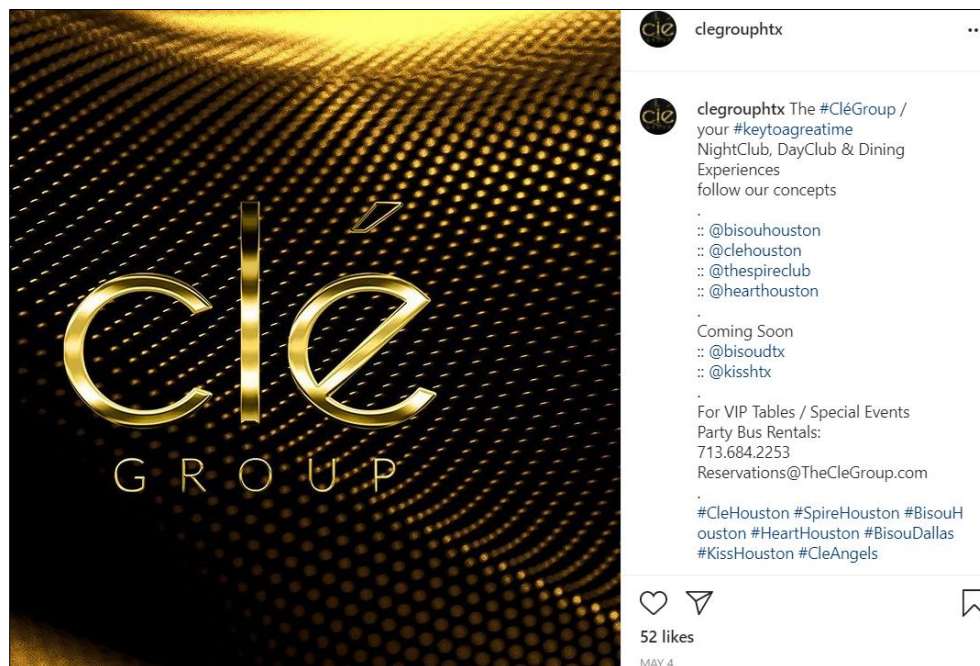 clé
GROUP
clé
clegrouphtx
clé
clegrouphtx The #CléGroup /
your #keytoagreatime
NightClub, DayClub & Dining
Experiences
follow our concepts
.
:: @bisouhouston
:: @clehouston
:: @thespireclub
:: @hearthouston
.
Coming Soon
:: @bisoudtx
:: @kisshtx
.
For VIP Tables / Special Events
Party Bus Rentals:
713.684.2253
Reservations@TheCleGroup.com
.
#CleHouston #SpireHouston #BisouH
ouston #HeartHouston #BisouDallas
#KissHouston #CleAngels
52 likes
MAY 4